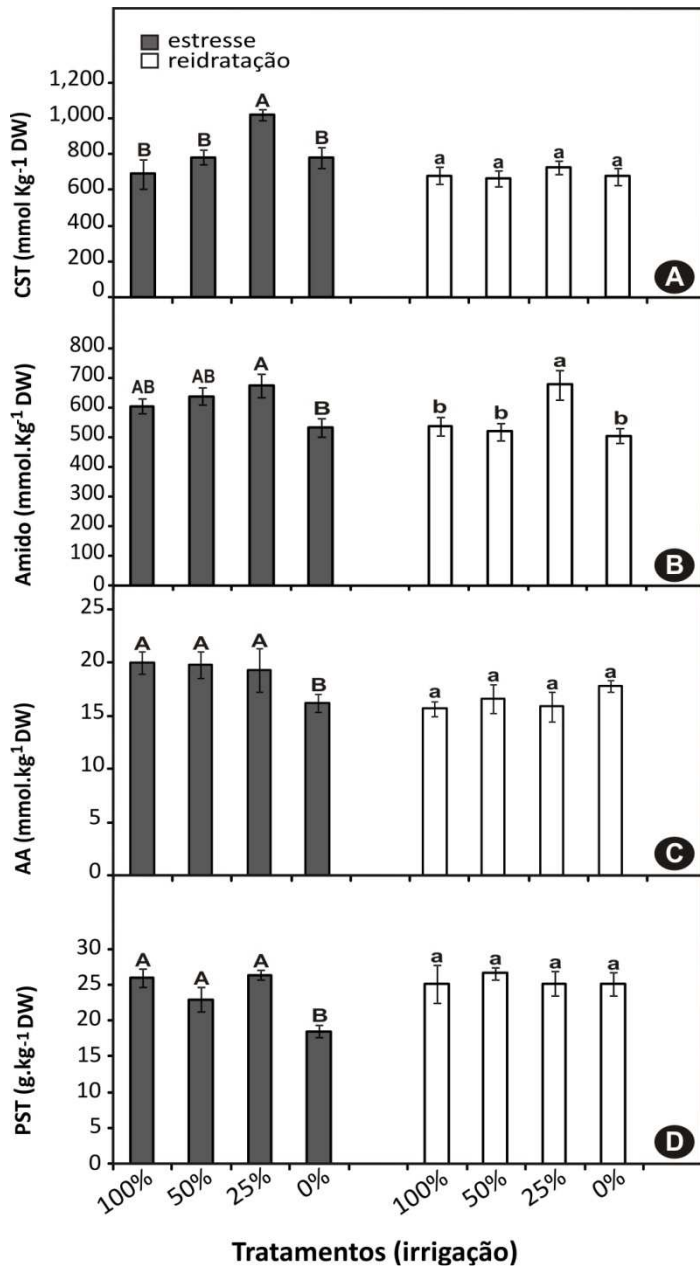 estresse
reidratação
CST (mmol Kg-1 DW)
1,200
1,000
800
600
400
200
0
B B A B a a a a
A
Amido (mmol.Kg-1 DW)
800
700
600
500
400
300
200
100
0
AB AB A B b b a b
B
AA (mmol.kg-1 DW)
25
20
15
10
5
0
A A A B a a a a
C
PST (g.kg-1 DW)
30
25
20
15
10
5
0
A A A B a a a a
D
100% 50% 25% 0% 100% 50% 25% 0%
Tratamentos (irrigação)